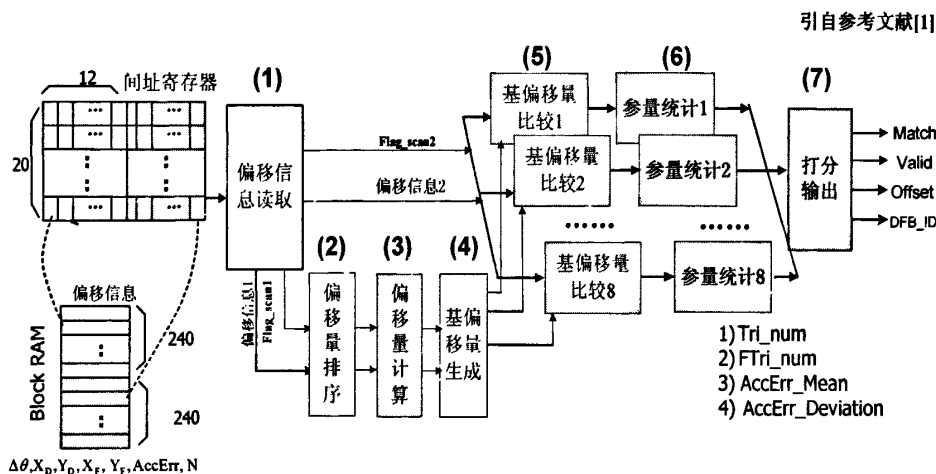 引自参考文献[1]
12
间址寄存器
20
(1)
偏移信
息读取
Flag_scan2
偏移信息2
偏移信息1
Flag_scan1
(2)
偏移量排序
(3)
偏移量计算
(4)
基偏
移量
生成
(5)
基偏移量
比较1
基偏移量
比较2
......
基偏移量
比较8
(6)
参量统计1
参量统计2
......
参量统计8
(7)
打分
输出
Match
Valid
Offset
DFB_ID
偏移信息
Block RAM
240
240
Δθ,X_D,Y_D,X_F,Y_F,AccErr, N
1) Tri_num
2) FTri_num
3) AccErr_Mean
4) AccErr_Deviation